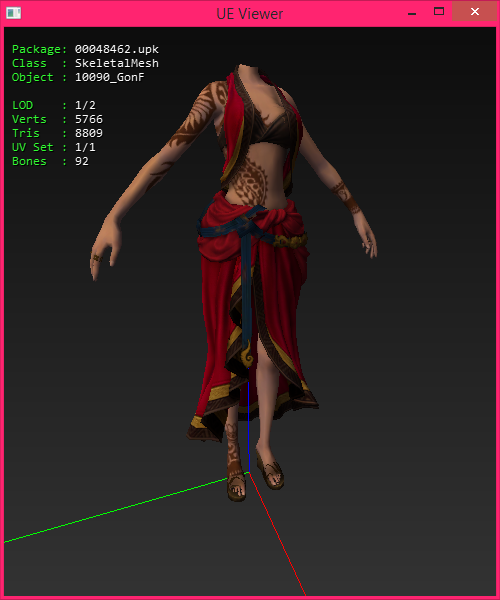 UE Viewer
Package: 00048462.upk
Class : SkeletalMesh
Object : 10090_GonF
LOD : 1/2
Verts : 5766
Tris : 8809
UV Set : 1/1
Bones : 92